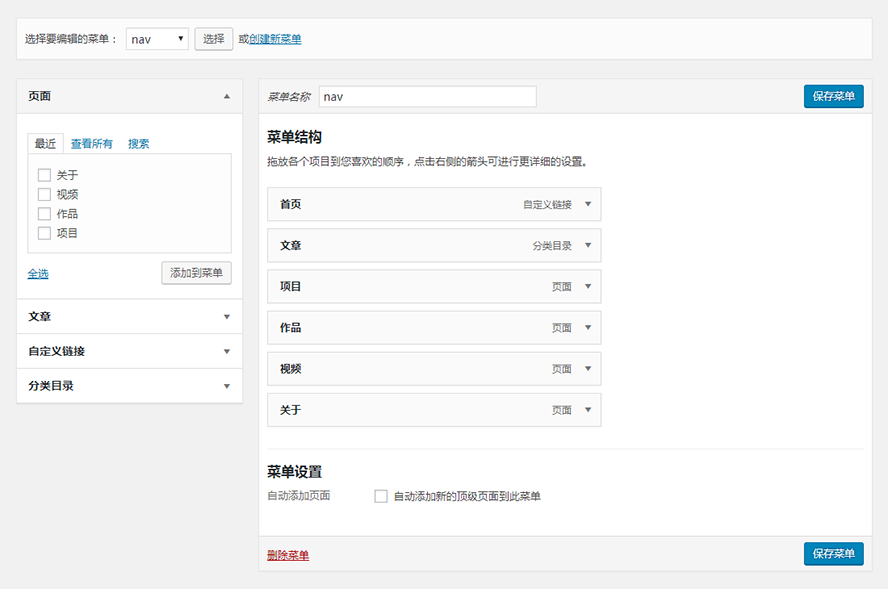 选择要编辑的菜单： nav 选择 或创建新菜单
页面
最近 查看所有 搜索
关于
视频
作品
项目
全选 添加到菜单
文章
自定义链接
分类目录
菜单名称 nav 保存菜单
菜单结构
拖放各个项目到您喜欢的顺序，点击右侧的箭头可进行更详细的设置。
首页 自定义链接
文章 分类目录
项目 页面
作品 页面
视频 页面
关于 页面
菜单设置
自动添加页面 自动添加新的顶级页面到此菜单
删除菜单 保存菜单